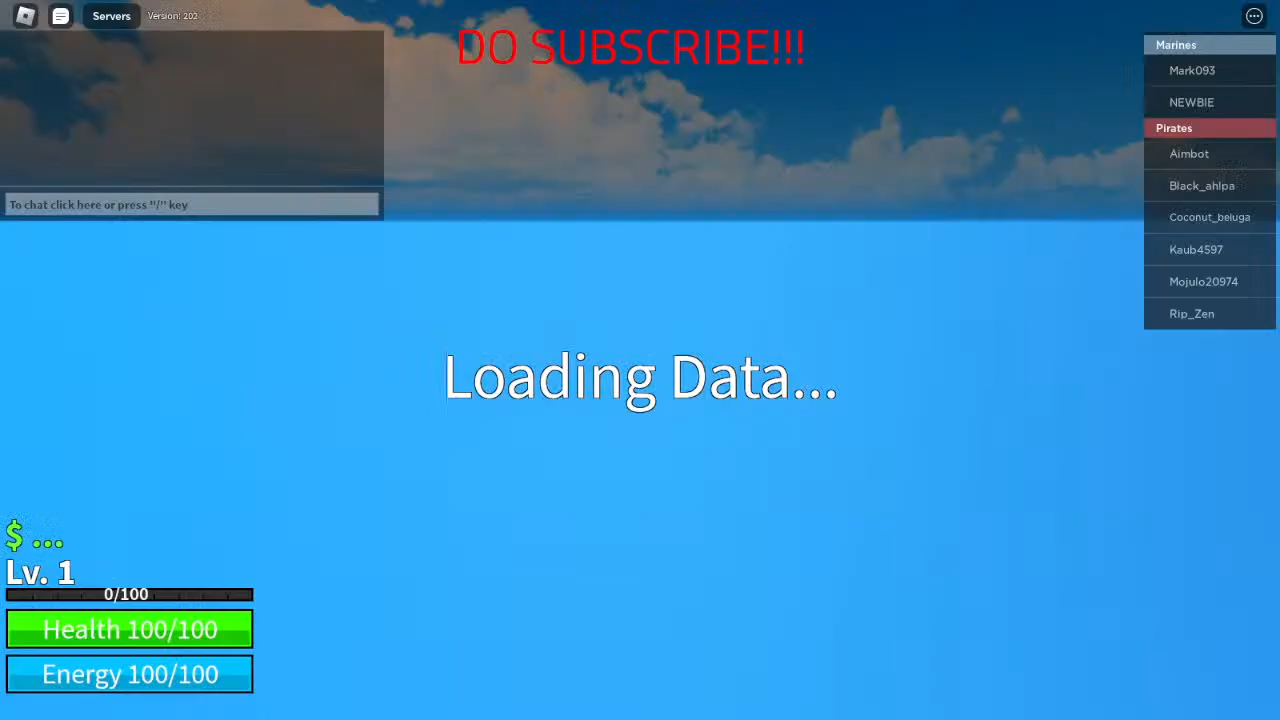 Servers
Version! 202
DO SUBSCRIBE!!!
To chat click here or press "/" key
Marines
Mark093
NEWBIE
Pirates
Aimbot
Black_ahlpa
Coconut_beluga
Kaub4597
Mojulo20974
Rip_Zen
Loading Data...
$ ...
Lv. 1
0/100
Health 100/100
Energy 100/100